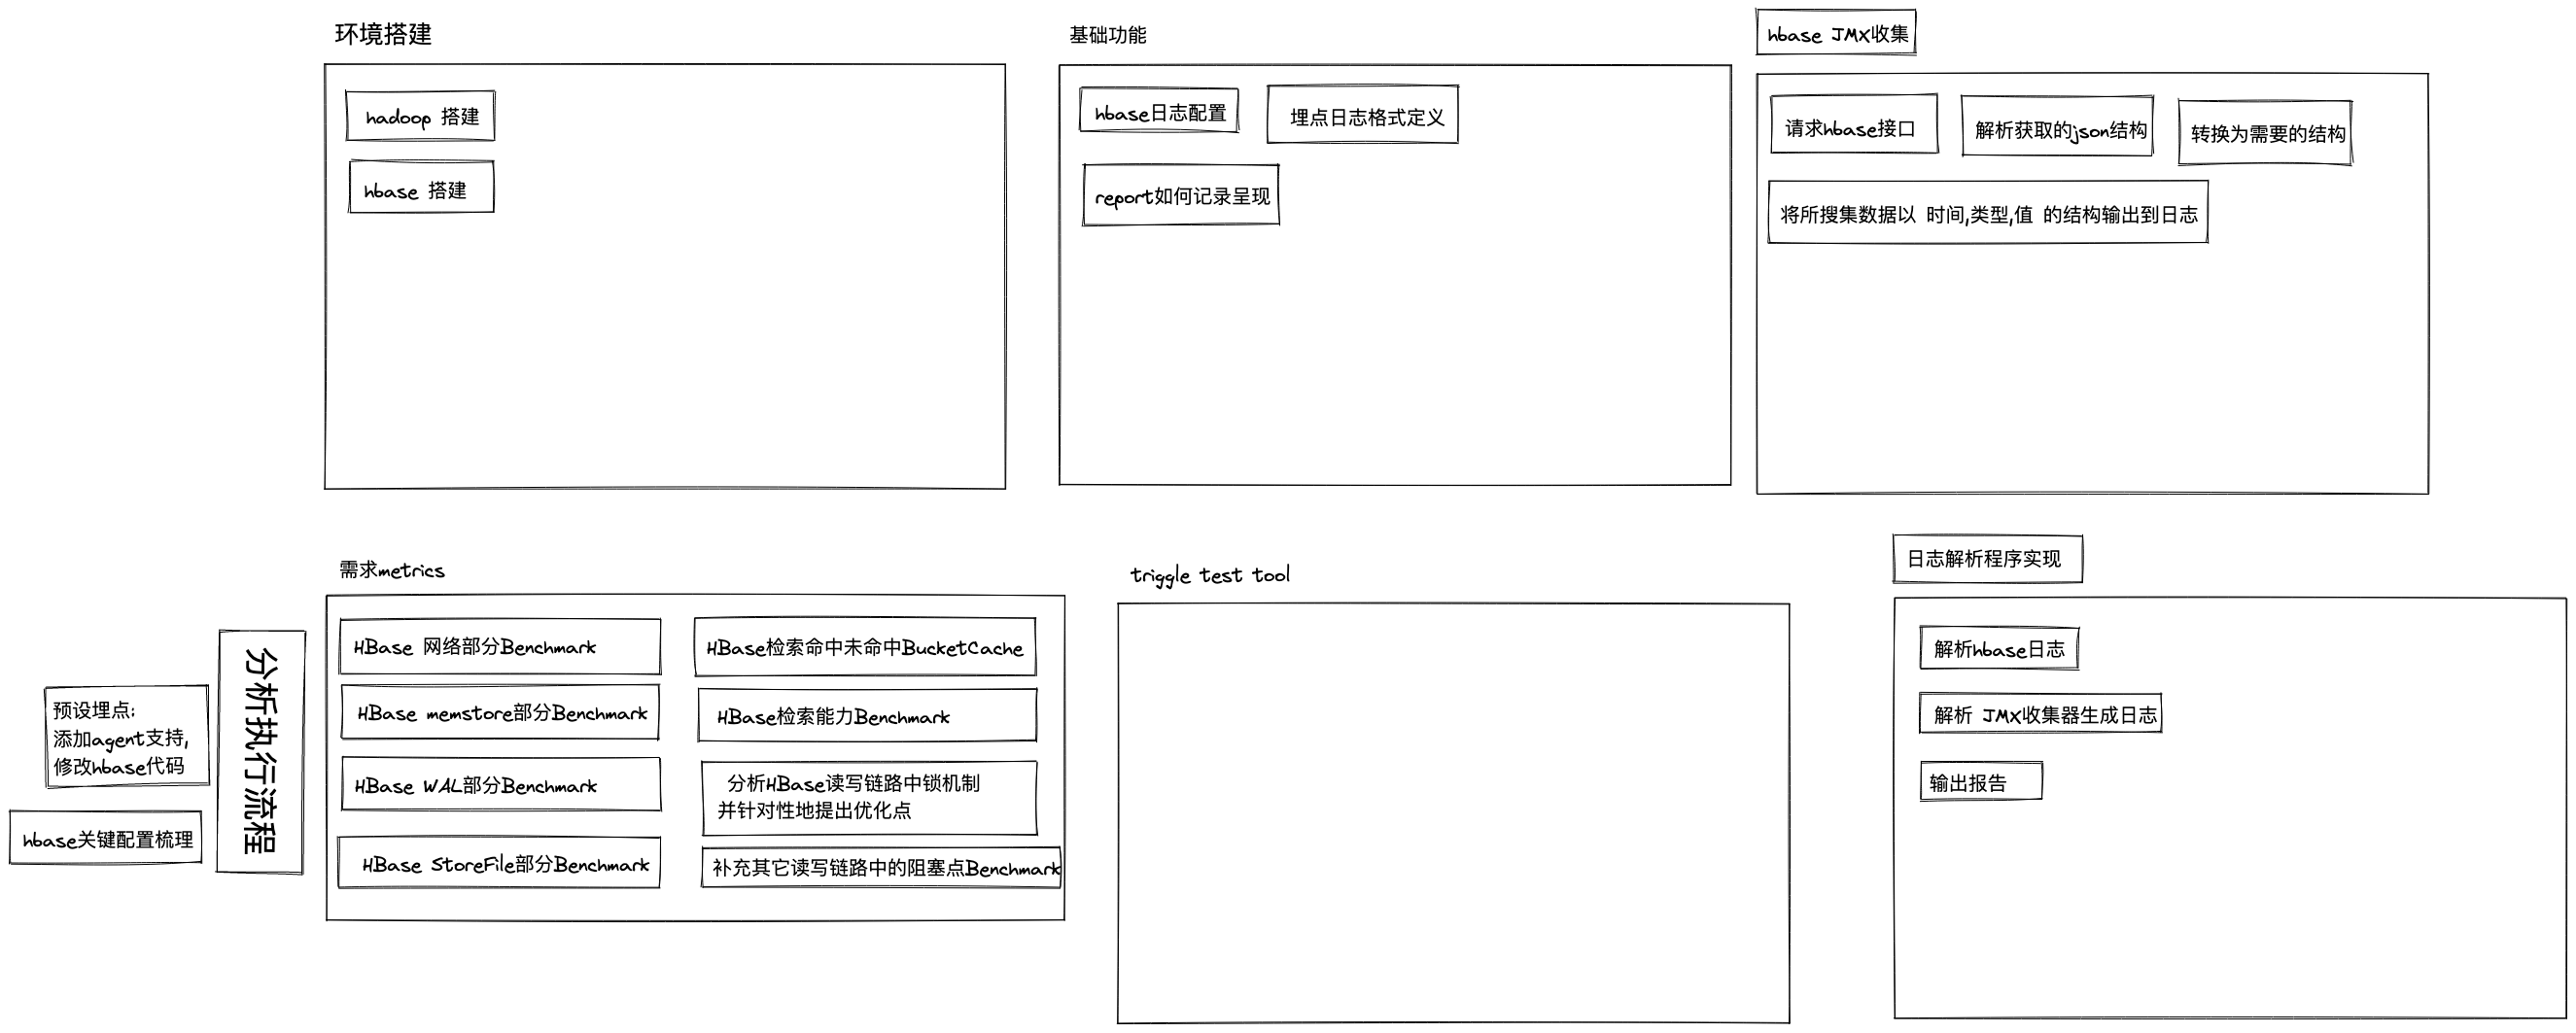 环境搭建
hadoop 搭建
hbase 搭建
基础功能
hbase日志配置
埋点日志格式定义
report如何记录呈现
hbase JMX收集
请求hbase接口
解析获取的json结构
转换为需要的结构
将所搜集数据以 时间,类型,值 的结构输出到日志
预设埋点:
添加agent支持,
修改hbase代码
hbase关键配置梳理
分析执行流程
需求metrics
HBase 网络部分Benchmark
HBase memstore部分Benchmark
HBase WAL部分Benchmark
HBase StoreFile部分Benchmark
HBase检索命中未命中BucketCache
HBase检索能力Benchmark
分析HBase读写链路中锁机制
并针对性地提出优化点
补充其它读写链路中的阻塞点Benchmark
triggle test tool
日志解析程序实现
解析hbase日志
解析 JMX收集器生成日志
输出报告